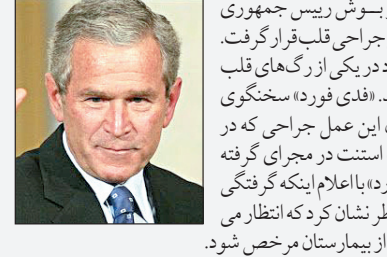 بـــوش رییس جمهوری
جراحی قلب قرار گرفت.
در یکی از رگ‌های قلب
«فدی فورد» سخنگوی
این عمل جراحی که در
استنت در مجرای گرفته
با اعلام اینکه گرفتگی
نشان کرد که انتظار می
از بیمارستان مرخص شود.